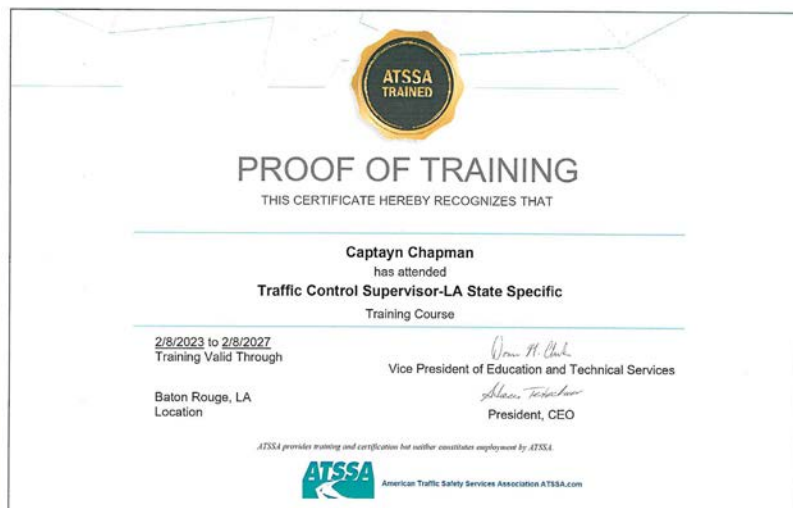 ATSSA
TRAINED
PROOF OF TRAINING
THIS CERTIFICATE HEREBY RECOGNIZES THAT
Captayn Chapman
has attended
Traffic Control Supervisor-LA State Specific
Training Course
2/8/2023 to 2/8/2027
Training Valid Through
Vice President of Education and Technical Services
Baton Rouge, LA
Location
President, CEO
ATSSA provides training and certification but neither constitutes employment by ATSSA.
ATSSA
American Traffic Safety Services Association ATSSA.com